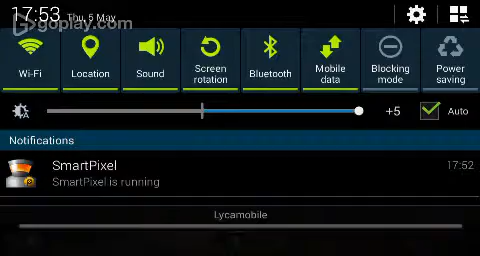 17:53 Thu, 5 May
goplay.com
Wi-Fi
Location
Sound
Screen rotation
Bluetooth
Mobile data
Blocking mode
Power saving
A
+5
Auto
Notifications
SmartPixel
17:52
SmartPixel is running
Lycamobile